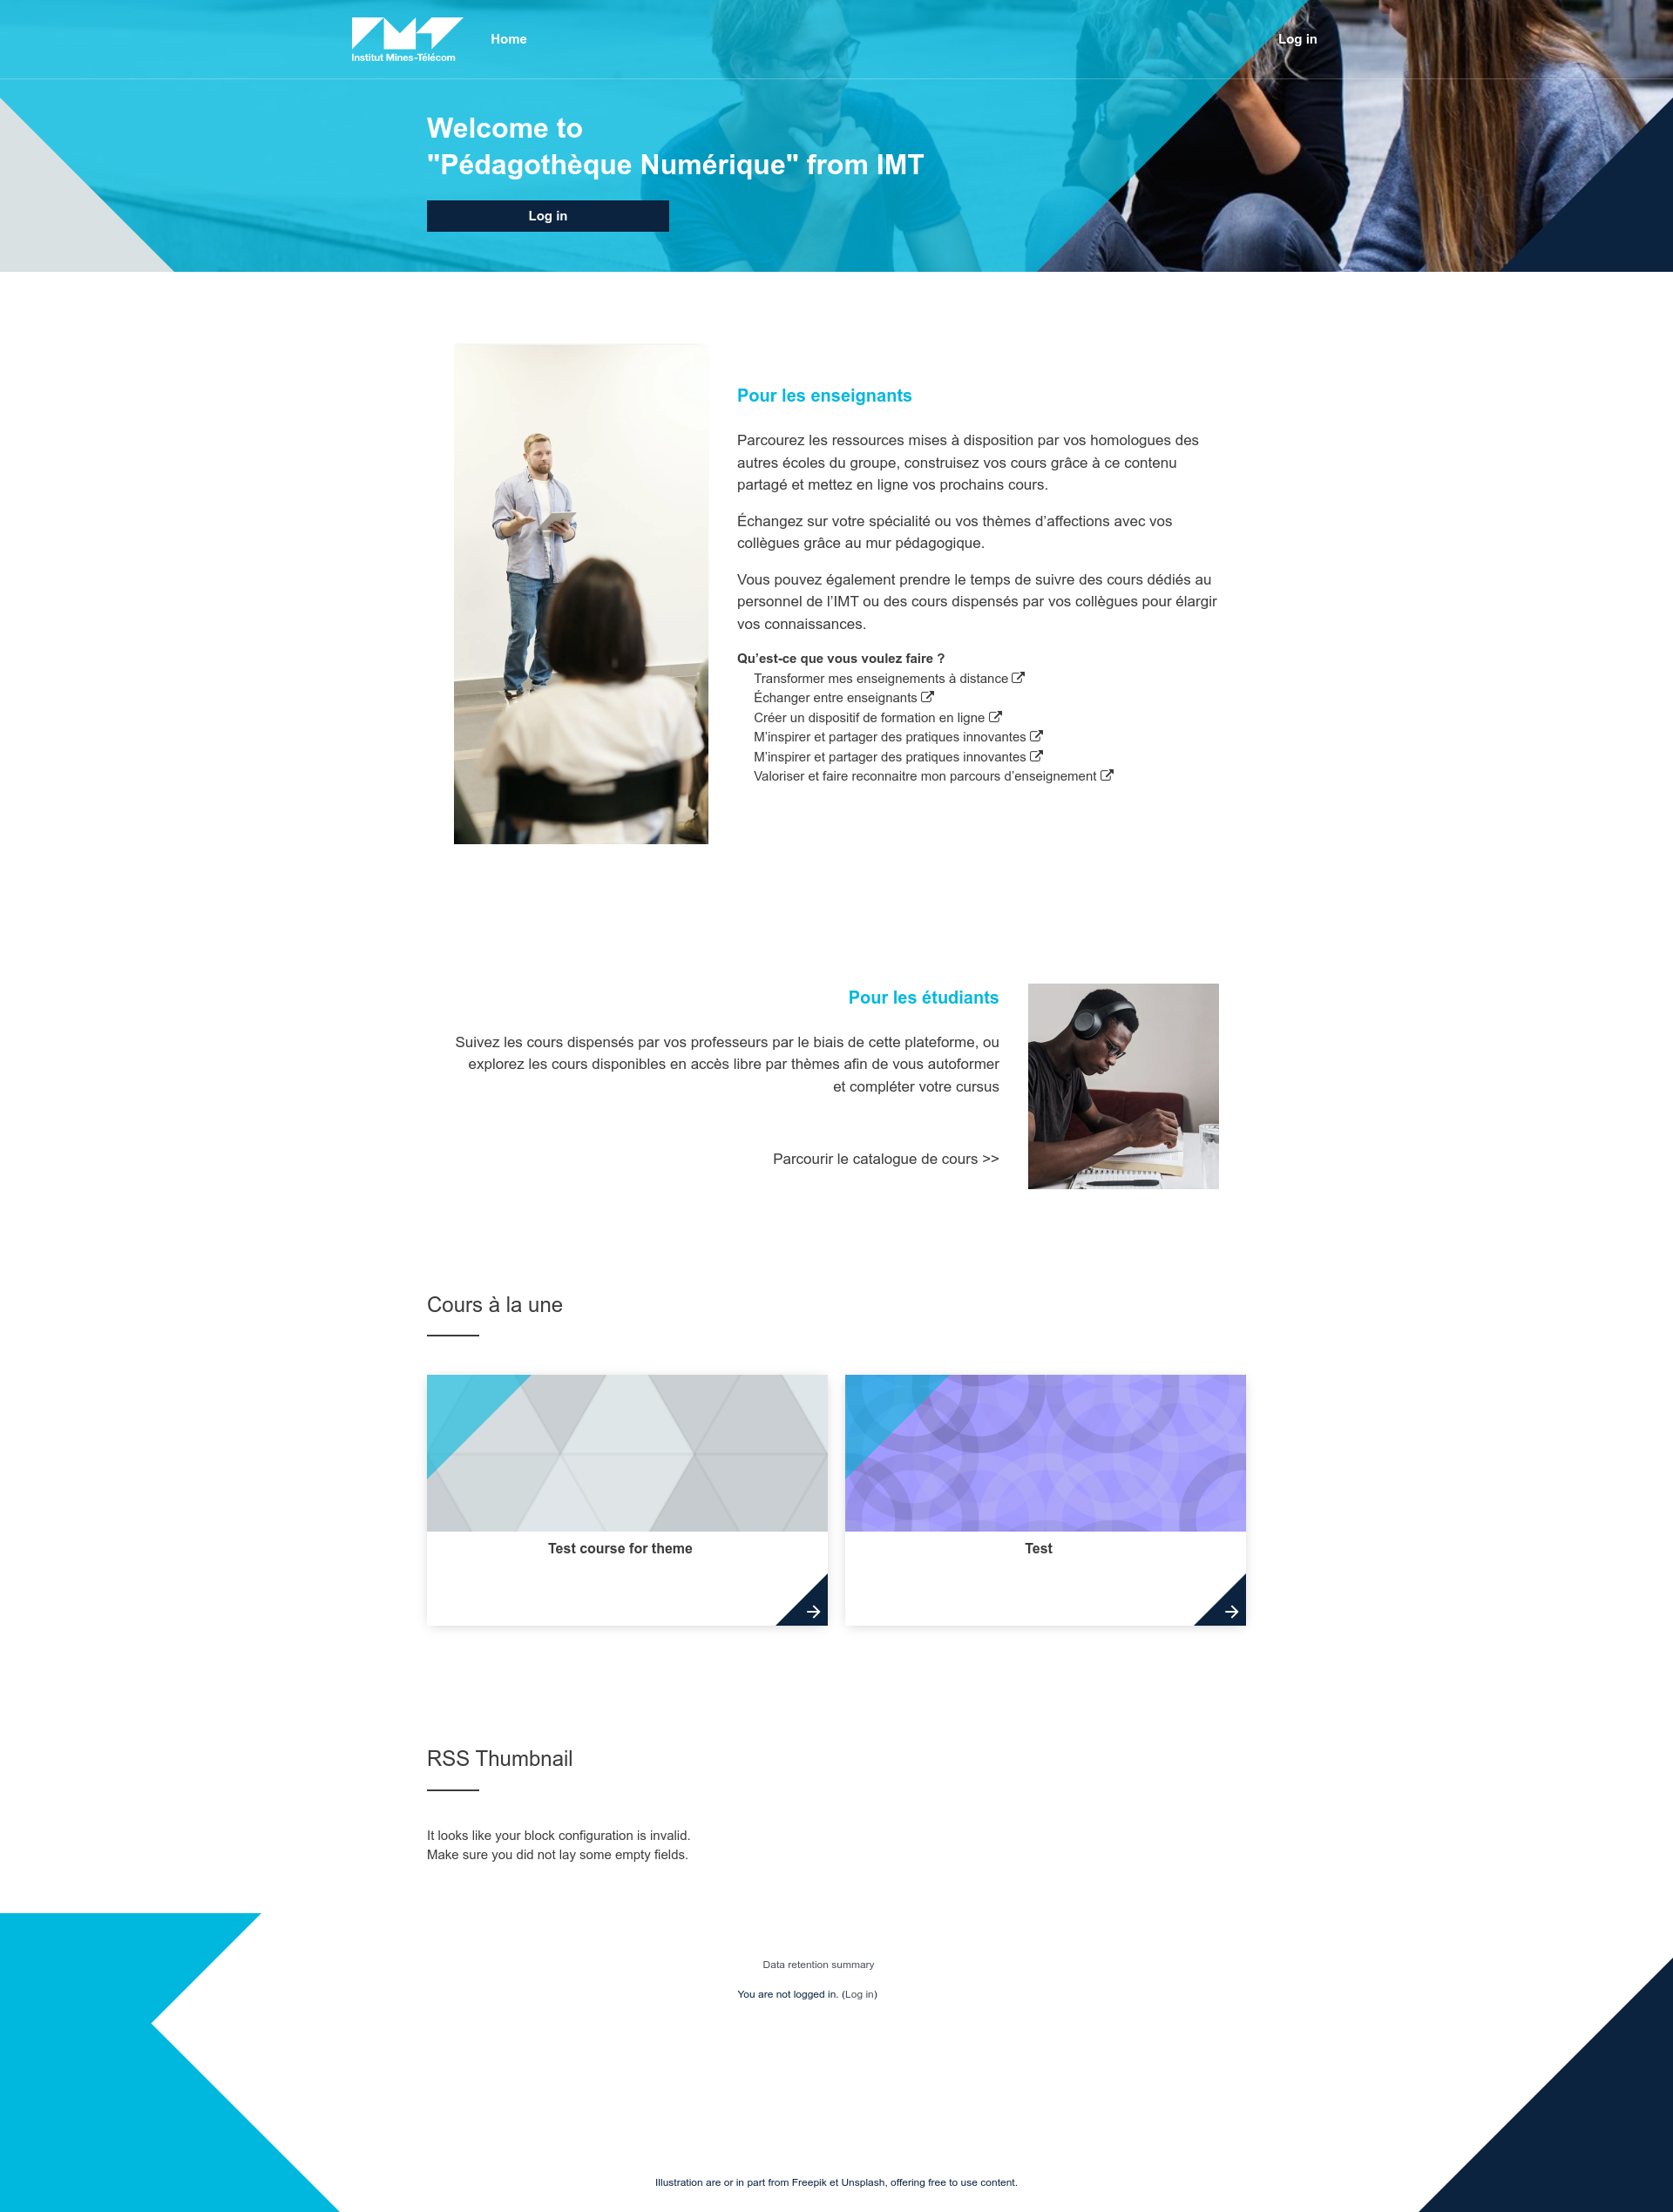 Institut Mines-Télécom
Home
Log in
Welcome to
"Pédagothèque Numérique" from IMT
Log in
Pour les enseignants
Parcourez les ressources mises à disposition par vos homologues des
autres écoles du groupe, construisez vos cours grâce à ce contenu
partagé et mettez en ligne vos prochains cours.
Échangez sur votre spécialité ou vos thèmes d’affections avec vos
collègues grâce au mur pédagogique.
Vous pouvez également prendre le temps de suivre des cours dédiés au
personnel de l’IMT ou des cours dispensés par vos collègues pour élargir
vos connaissances.
Qu’est-ce que vous voulez faire ?
Transformer mes enseignements à distance
Échanger entre enseignants
Créer un dispositif de formation en ligne
M’inspirer et partager des pratiques innovantes
M’inspirer et partager des pratiques innovantes
Valoriser et faire reconnaitre mon parcours d’enseignement
Pour les étudiants
Suivez les cours dispensés par vos professeurs par le biais de cette plateforme, ou
explorez les cours disponibles en accès libre par thèmes afin de vous autoformer
et compléter votre cursus
Parcourir le catalogue de cours >>
Cours à la une
Test course for theme
Test
RSS Thumbnail
It looks like your block configuration is invalid.
Make sure you did not lay some empty fields.
Data retention summary
You are not logged in. (Log in)
Illustration are or in part from Freepik et Unsplash, offering free to use content.